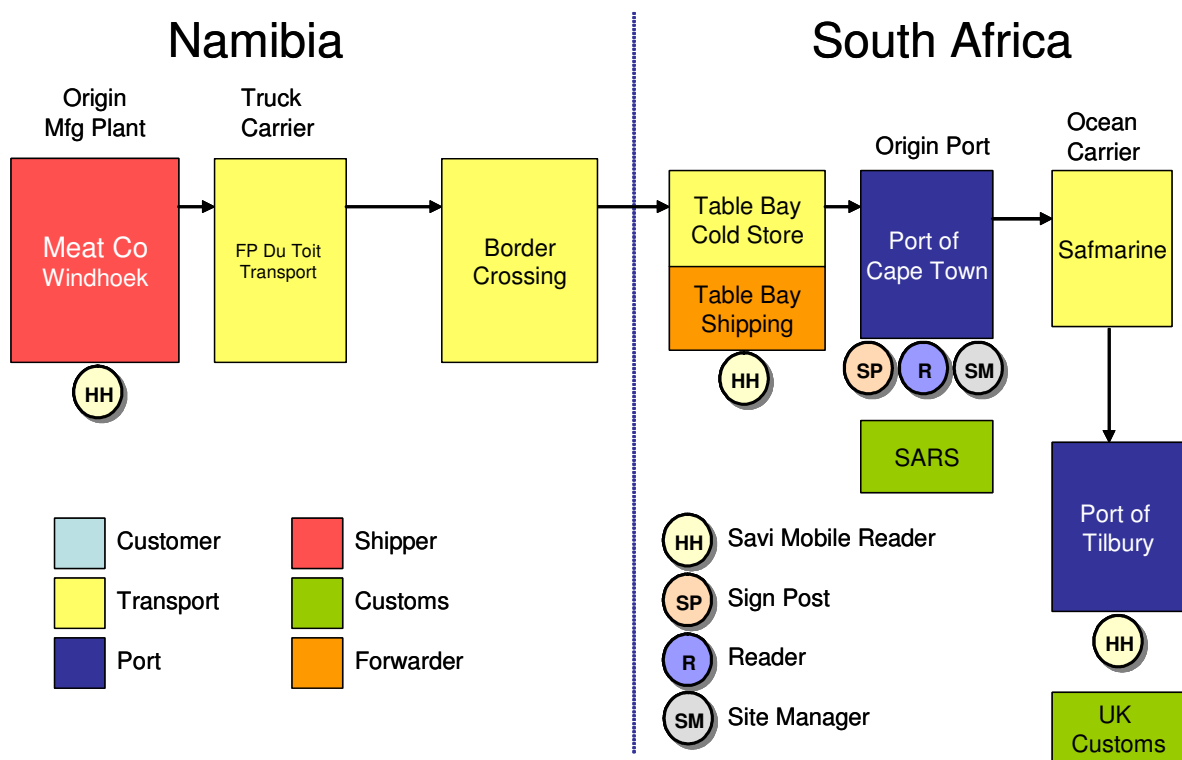 Namibia
South Africa
Origin
Mfg Plant
Truck
Carrier
Origin Port
Ocean
Carrier
Meat Co
Windhoek
FP Du Toit
Transport
Border
Crossing
Table Bay
Cold Store
Table Bay
Shipping
Port of
Cape Town
Safmarine
HH
HH
SP
R
SM
SARS
Port of
Tilbury
HH
UK
Customs
Customer
Transport
Port
Shipper
Customs
Forwarder
HH
Savi Mobile Reader
SP
Sign Post
R
Reader
SM
Site Manager